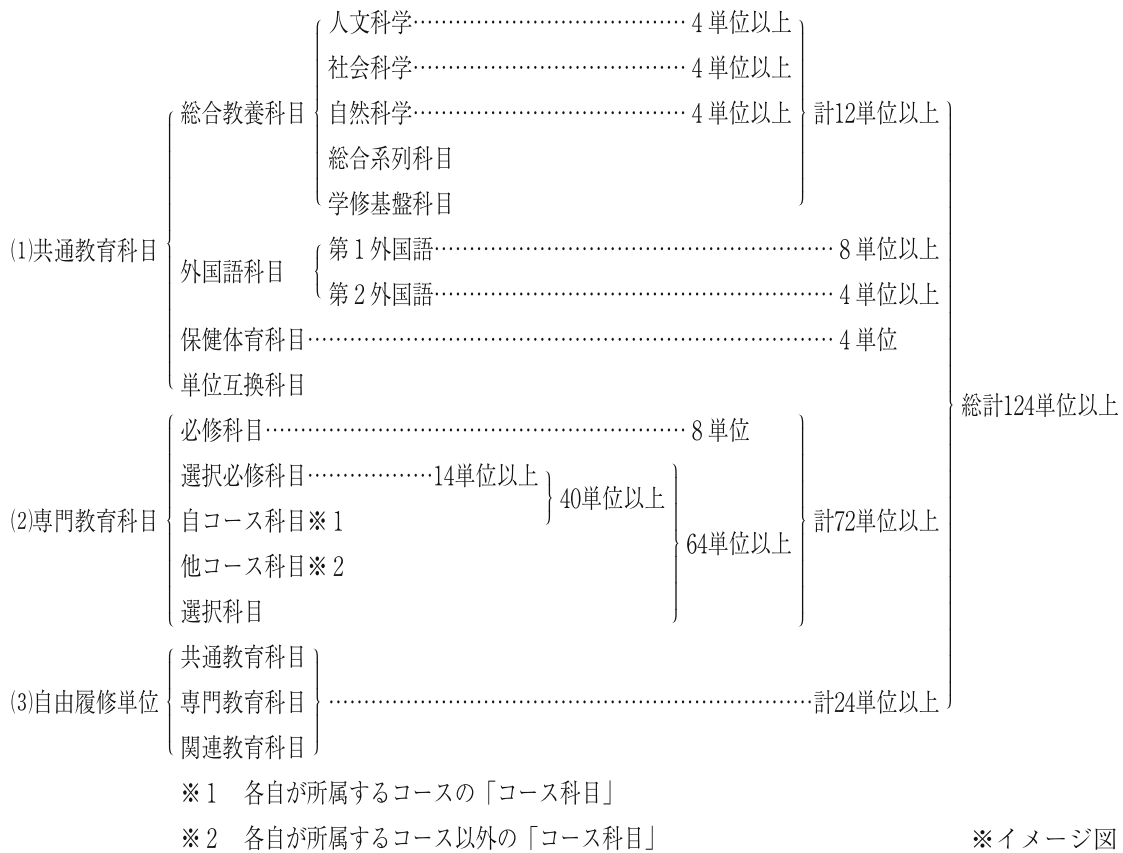 人文科学…………………………………4単位以上
社会科学…………………………………4単位以上
総合教養科目 自然科学…………………………………4単位以上 計12単位以上
総合系列科目
学修基盤科目
(1)共通教育科目
外国語科目
第1外国語…………………………………………………8単位以上
第2外国語…………………………………………………4単位以上
保健体育科目…………………………………………………………………4単位
単位互換科目
総計124単位以上
必修科目……………………………………………………8単位
選択必修科目………………14単位以上
40単位以上
(2)専門教育科目 自コース科目※1 計72単位以上
64単位以上
他コース科目※2
選択科目
共通教育科目
(3)自由履修単位 専門教育科目 ……………………………………………………………計24単位以上
関連教育科目
※1 各自が所属するコースの「コース科目」
※2 各自が所属するコース以外の「コース科目」 ※イメージ図